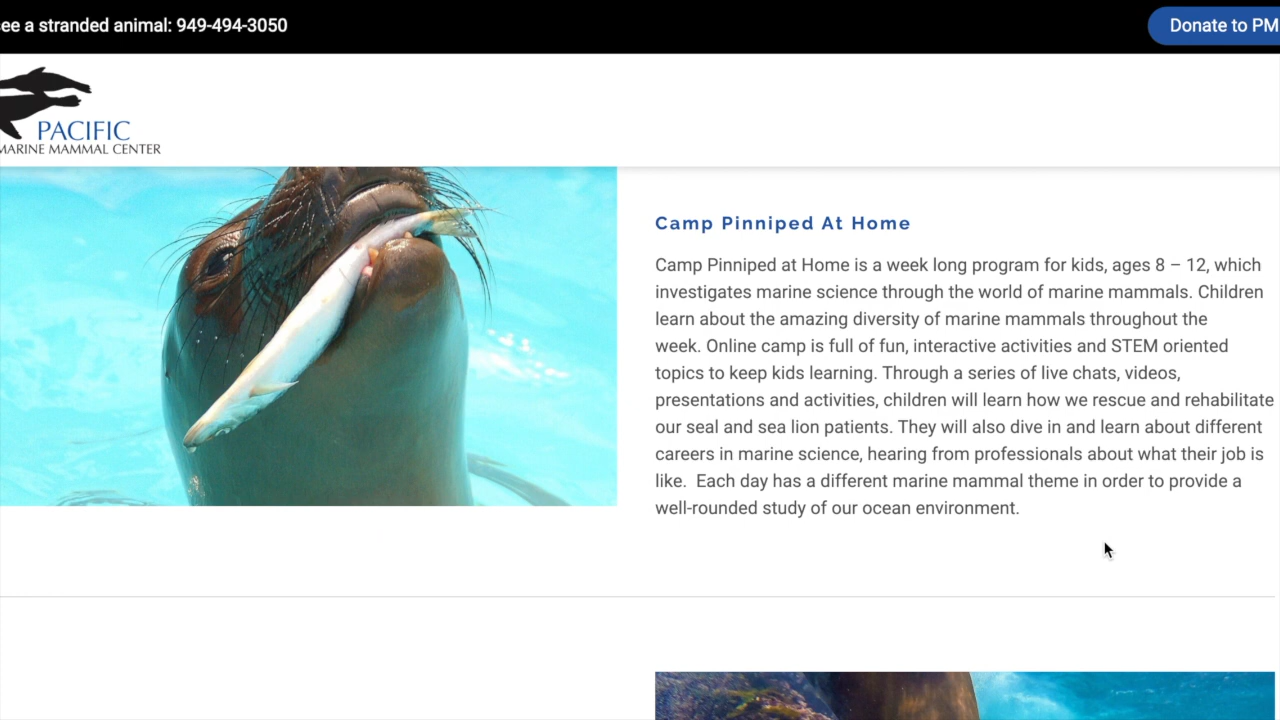 see a stranded animal: 949-494-3050
Donate to PM
PACIFIC
MARINE MAMMAL CENTER
Camp Pinniped At Home
Camp Pinniped at Home is a week long program for kids, ages 8 – 12, which
investigates marine science through the world of marine mammals. Children
learn about the amazing diversity of marine mammals throughout the
week. Online camp is full of fun, interactive activities and STEM oriented
topics to keep kids learning. Through a series of live chats, videos,
presentations and activities, children will learn how we rescue and rehabilitate
our seal and sea lion patients. They will also dive in and learn about different
careers in marine science, hearing from professionals about what their job is
like.  Each day has a different marine mammal theme in order to provide a
well-rounded study of our ocean environment.